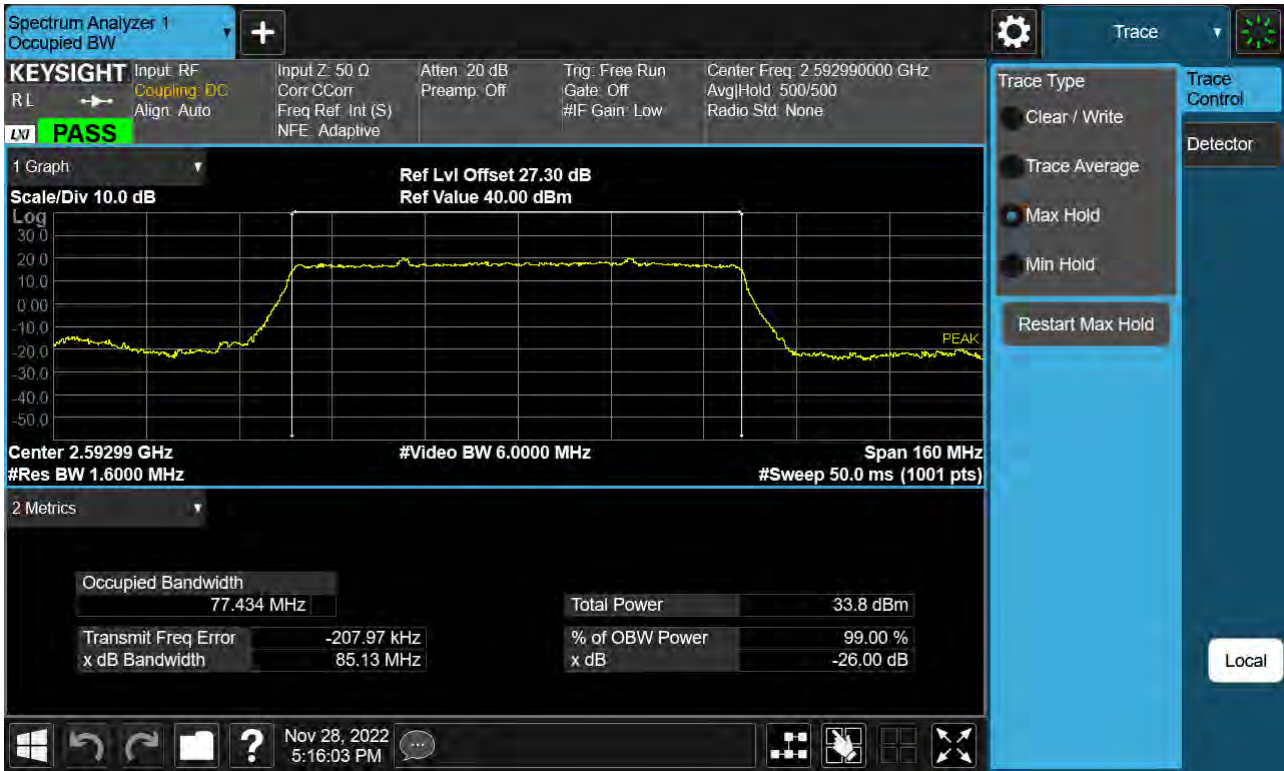 Spectrum Analyzer 1
Occupied BW
Trace
KEYSIGHT
RL
LXI
PASS
Input: RF
Coupling: DC
Align: Auto
Input Z: 50 Ω
Corr CCorr
Freq Ref: Int (S)
NFE: Adaptive
Atten: 20 dB
Preamp: Off
Trig: Free Run
Gate: Off
#IF Gain: Low
Center Freq: 2.592990000 GHz
Avg|Hold: 500/500
Radio Std: None
1 Graph
Scale/Div 10.0 dB
Ref Lvl Offset 27.30 dB
Ref Value 40.00 dBm
Log
30.0
20.0
10.0
0.00
-10.0
-20.0
-30.0
-40.0
-50.0
PEAK
Center 2.59299 GHz
#Video BW 6.0000 MHz
Span 160 MHz
#Res BW 1.6000 MHz
#Sweep 50.0 ms (1001 pts)
2 Metrics
Occupied Bandwidth
77.434 MHz
Total Power 33.8 dBm
Transmit Freq Error -207.97 kHz
% of OBW Power 99.00 %
x dB Bandwidth 85.13 MHz
x dB -26.00 dB
Trace Type
Clear / Write
Trace Average
Max Hold
Min Hold
Restart Max Hold
Trace
Control
Detector
Local
?
Nov 28, 2022
5:16:03 PM